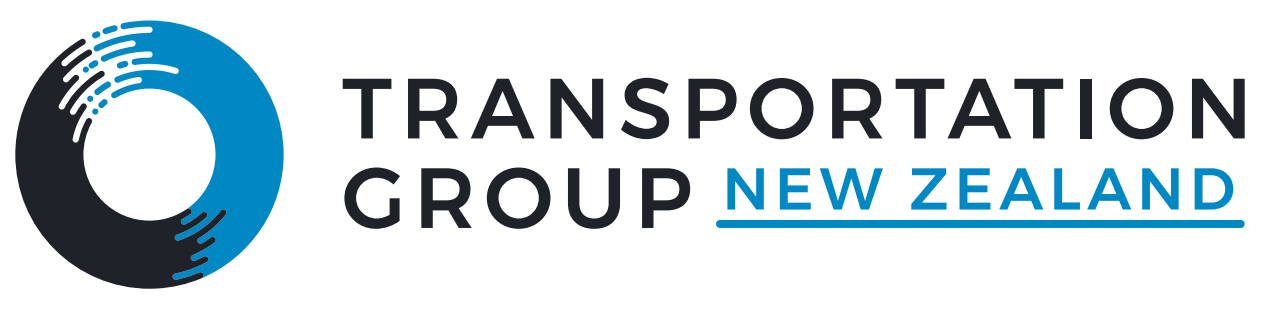 TRANSPORTATION
GROUP NEW ZEALAND